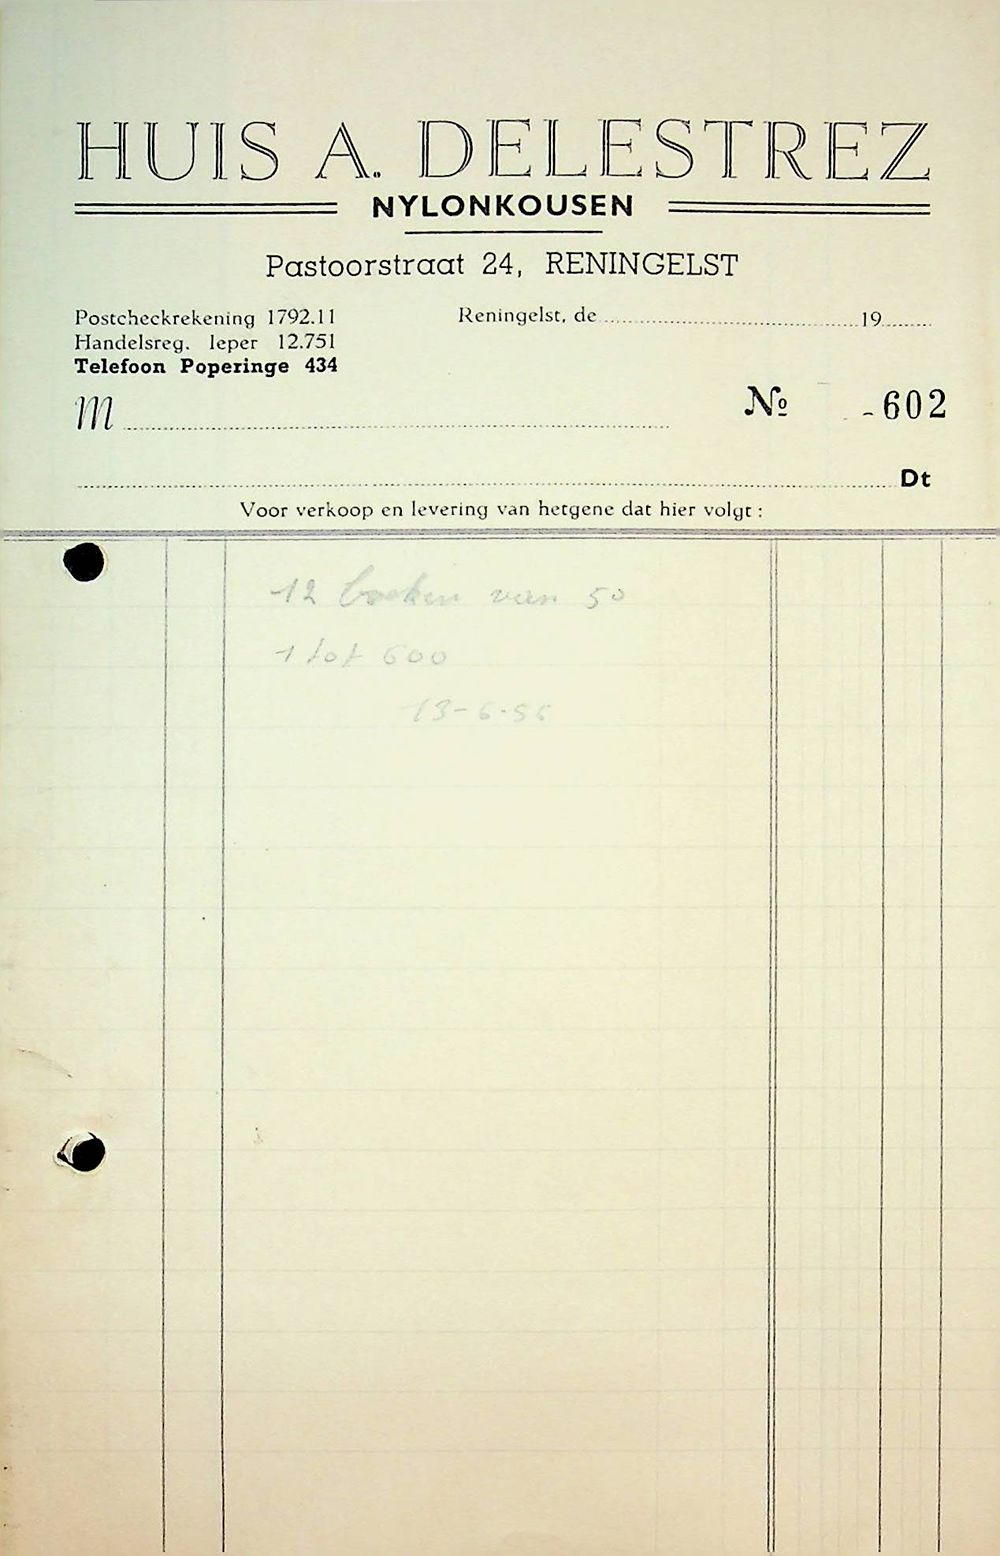 HUIS A. DELESTREZ
NYLONKOUSEN
Pastoorstraat 24, RENINGELST
Postcheckrekening 1792.11
Handelsreg. Ieper 12.751
Telefoon Poperinge 434
Reningelst, de 19
M
No -602
Dt
Voor verkoop en levering van hetgene dat hier volgt :
12 boeken van 50
1 tot 600
13-6-56